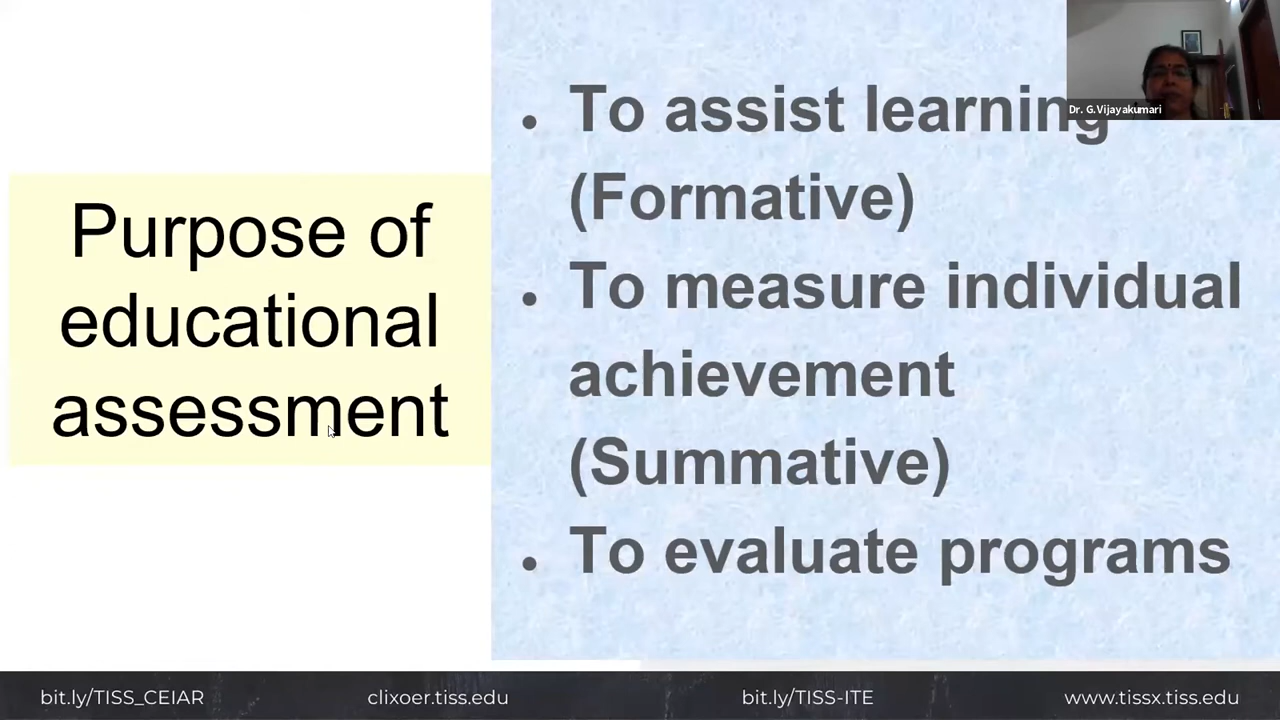 Purpose of
educational
assessment
• To assist learning
(Formative)
• To measure individual
achievement
(Summative)
• To evaluate programs
Dr. G.Vijayakumari
bit.ly/TISS_CEIAR
clixoer.tiss.edu
bit.ly/TISS-ITE
www.tissx.tiss.edu